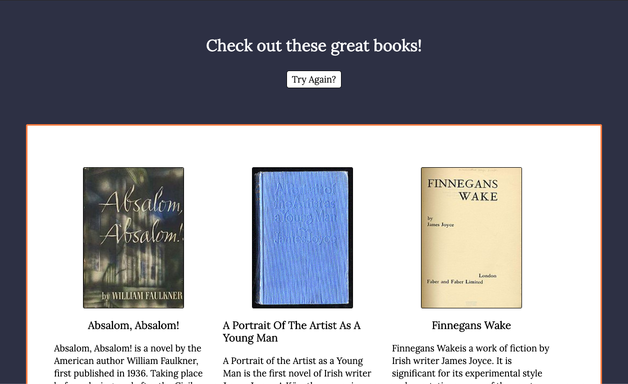 Check out these great books!
Try Again?
Absalom,
Absalom!
by WILLIAM FAULKNER
FINNEGANS
WAKE
by
James Joyce
London
Faber and Faber Limited
Absalom, Absalom!
Absalom, Absalom! is a novel by the
American author William Faulkner,
first published in 1936. Taking place
A Portrait Of The Artist As A
Young Man
A Portrait of the Artist as a Young
Man is the first novel of Irish writer
Finnegans Wake
Finnegans Wakeis a work of fiction by
Irish writer James Joyce. It is
significant for its experimental style